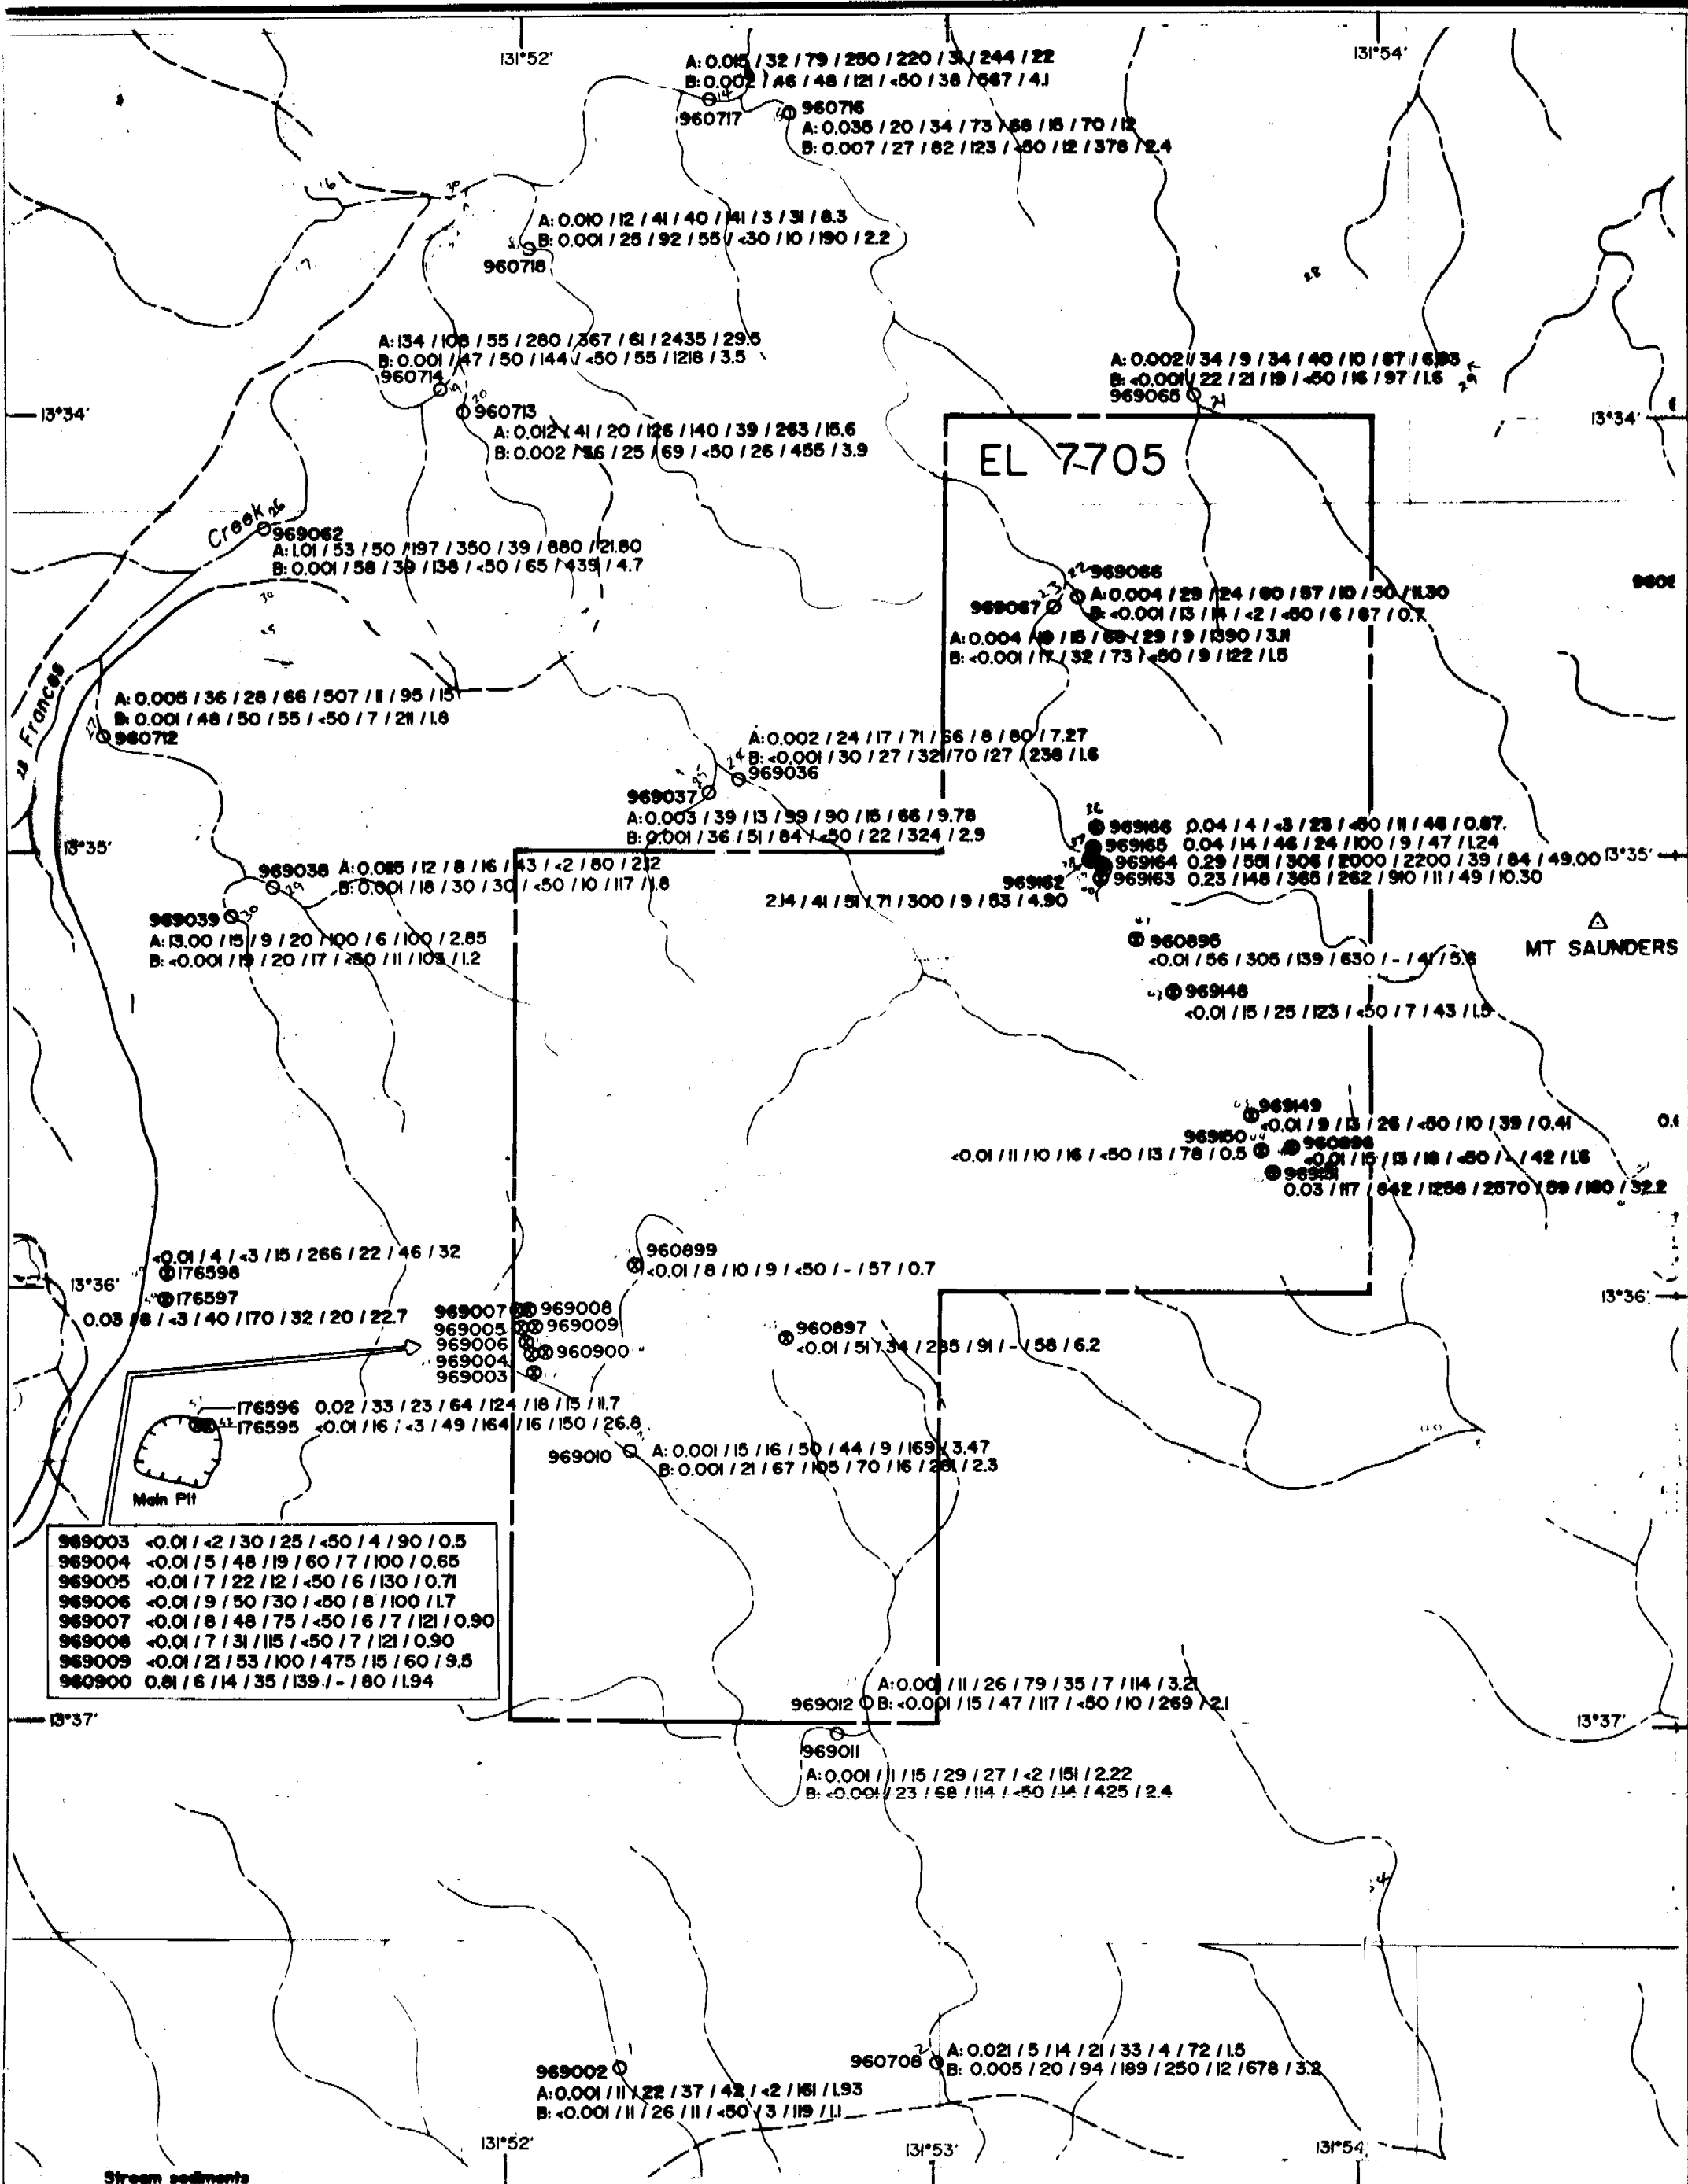 131°52'
131°54'
A: 0.015 / 32 / 79 / 250 / 220 / 31 / 244 / 22
B: 0.002 / 46 / 48 / 121 / <50 / 38 / 567 / 4.1
960717
960716
A: 0.036 / 20 / 34 / 73 / 68 / 16 / 70 / 12
B: 0.007 / 27 / 82 / 123 / <50 / 12 / 378 / 2.4
A: 0.010 / 12 / 41 / 40 / 141 / 3 / 31 / 8.3
B: 0.001 / 25 / 92 / 55 / <30 / 10 / 190 / 2.2
960718
A: 134 / 108 / 55 / 280 / 367 / 61 / 2435 / 29.5
B: 0.001 / 47 / 50 / 144 / <50 / 55 / 1218 / 3.5
960714
960713
A: 0.012 / 41 / 20 / 126 / 140 / 39 / 263 / 15.6
B: 0.002 / 36 / 25 / 69 / <50 / 26 / 455 / 3.9
A: 0.002 / 34 / 9 / 34 / 40 / 10 / 87 / 6.93
B: <0.001 / 22 / 21 / 19 / <50 / 16 / 97 / 1.6
969065
13°34'
13°34'
EL 7705
Creek
969062
A: 1.01 / 53 / 50 / 197 / 350 / 39 / 680 / 21.80
B: 0.001 / 58 / 39 / 138 / <50 / 65 / 439 / 4.7
969066
A: 0.004 / 29 / 24 / 60 / 57 / 10 / 50 / 11.30
B: <0.001 / 13 / 14 / <2 / <50 / 6 / 67 / 0.7
969067
A: 0.004 / 19 / 15 / 68 / 29 / 9 / 1390 / 3.11
B: <0.001 / 17 / 32 / 73 / <50 / 9 / 122 / 1.5
Frances
A: 0.005 / 36 / 28 / 66 / 507 / 11 / 95 / 15
B: 0.001 / 48 / 50 / 55 / <50 / 7 / 211 / 1.8
960712
A: 0.002 / 24 / 17 / 71 / 66 / 8 / 80 / 7.27
B: <0.001 / 30 / 27 / 32 / 70 / 27 / 238 / 1.6
969036
969037
A: 0.003 / 39 / 13 / 99 / 90 / 15 / 66 / 9.78
B: 0.001 / 36 / 51 / 84 / <50 / 22 / 324 / 2.9
13°35'
969166 0.04 / 4 / <3 / 23 / <50 / 11 / 46 / 0.87
969165 0.04 / 14 / 46 / 24 / 100 / 9 / 47 / 1.24
969164 0.29 / 551 / 306 / 2000 / 2200 / 39 / 84 / 49.00
13°35'
969163 0.23 / 148 / 365 / 262 / 910 / 11 / 49 / 10.30
969162
2.14 / 41 / 51 / 71 / 300 / 9 / 53 / 4.90
969038 A: 0.015 / 12 / 8 / 16 / 43 / <2 / 80 / 2.12
B: 0.001 / 18 / 30 / 30 / <50 / 10 / 117 / 1.8
969039
A: 13.00 / 15 / 9 / 20 / 100 / 6 / 100 / 2.85
B: <0.001 / 19 / 20 / 17 / <50 / 11 / 103 / 1.2
960895
<0.01 / 56 / 305 / 139 / 630 / - / 41 / 5.6
MT SAUNDERS
969148
<0.01 / 15 / 25 / 123 / <50 / 7 / 43 / 1.5
969149
<0.01 / 9 / 13 / 26 / <50 / 10 / 39 / 0.41
969150
<0.01 / 11 / 10 / 16 / <50 / 13 / 78 / 0.5
960898
<0.01 / 15 / 13 / 18 / <50 / - / 42 / 1.6
969151
0.03 / 117 / 642 / 1256 / 2570 / 59 / 160 / 32.2
<0.01 / 4 / <3 / 15 / 266 / 22 / 46 / 32
176598
13°36'
176597
0.03 / 8 / <3 / 40 / 170 / 32 / 20 / 22.7
960899
<0.01 / 8 / 10 / 9 / <50 / - / 57 / 0.7
13°36'
969007 969008
969005 969009
969006
969004 960900
969003
960897
<0.01 / 51 / 34 / 285 / 91 / - / 58 / 6.2
176596 0.02 / 33 / 23 / 64 / 124 / 18 / 15 / 11.7
176595 <0.01 / 16 / <3 / 49 / 164 / 16 / 150 / 26.8
Main Pit
969010 A: 0.001 / 15 / 16 / 50 / 44 / 9 / 169 / 3.47
B: 0.001 / 21 / 67 / 105 / 70 / 16 / 281 / 2.3
969003 <0.01 / <2 / 30 / 25 / <50 / 4 / 90 / 0.5
969004 <0.01 / 5 / 48 / 19 / 60 / 7 / 100 / 0.65
969005 <0.01 / 7 / 22 / 12 / <50 / 6 / 130 / 0.71
969006 <0.01 / 9 / 50 / 30 / <50 / 8 / 100 / 1.7
969007 <0.01 / 8 / 48 / 75 / <50 / 6 / 7 / 121 / 0.90
969008 <0.01 / 7 / 31 / 115 / <50 / 7 / 121 / 0.90
969009 <0.01 / 21 / 53 / 100 / 475 / 15 / 60 / 9.5
960900 0.81 / 6 / 14 / 35 / 139 / - / 80 / 1.94
A: 0.001 / 11 / 26 / 79 / 35 / 7 / 114 / 3.21
969012 B: <0.001 / 15 / 47 / 117 / <50 / 10 / 269 / 2.1
13°37'
13°37'
969011
A: 0.001 / 11 / 15 / 29 / 27 / <2 / 151 / 2.22
B: <0.001 / 23 / 68 / 114 / <50 / 14 / 425 / 2.4
969002
A: 0.001 / 11 / 22 / 37 / 42 / <2 / 161 / 1.93
B: <0.001 / 11 / 26 / 11 / <50 / 3 / 119 / 1.1
960708
A: 0.021 / 5 / 14 / 21 / 33 / 4 / 72 / 1.5
B: 0.005 / 20 / 94 / 189 / 250 / 12 / 678 / 3.2
131°52'
131°53'
131°54'
Stream sediments